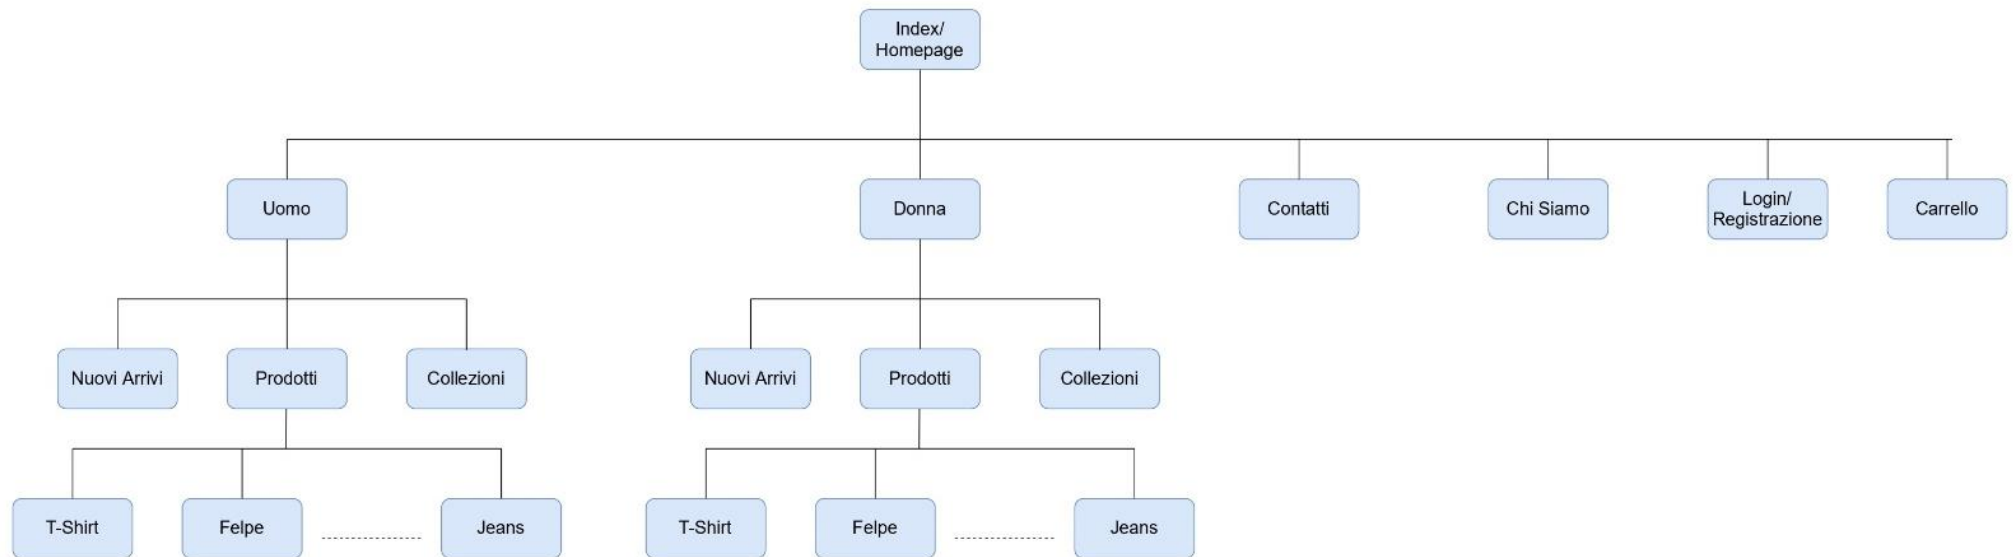 Index/
Homepage
Uomo
Donna
Contatti
Chi Siamo
Login/
Registrazione
Carrello
Nuovi Arrivi
Prodotti
Collezioni
Nuovi Arrivi
Prodotti
Collezioni
T-Shirt
Felpe
Jeans
T-Shirt
Felpe
Jeans